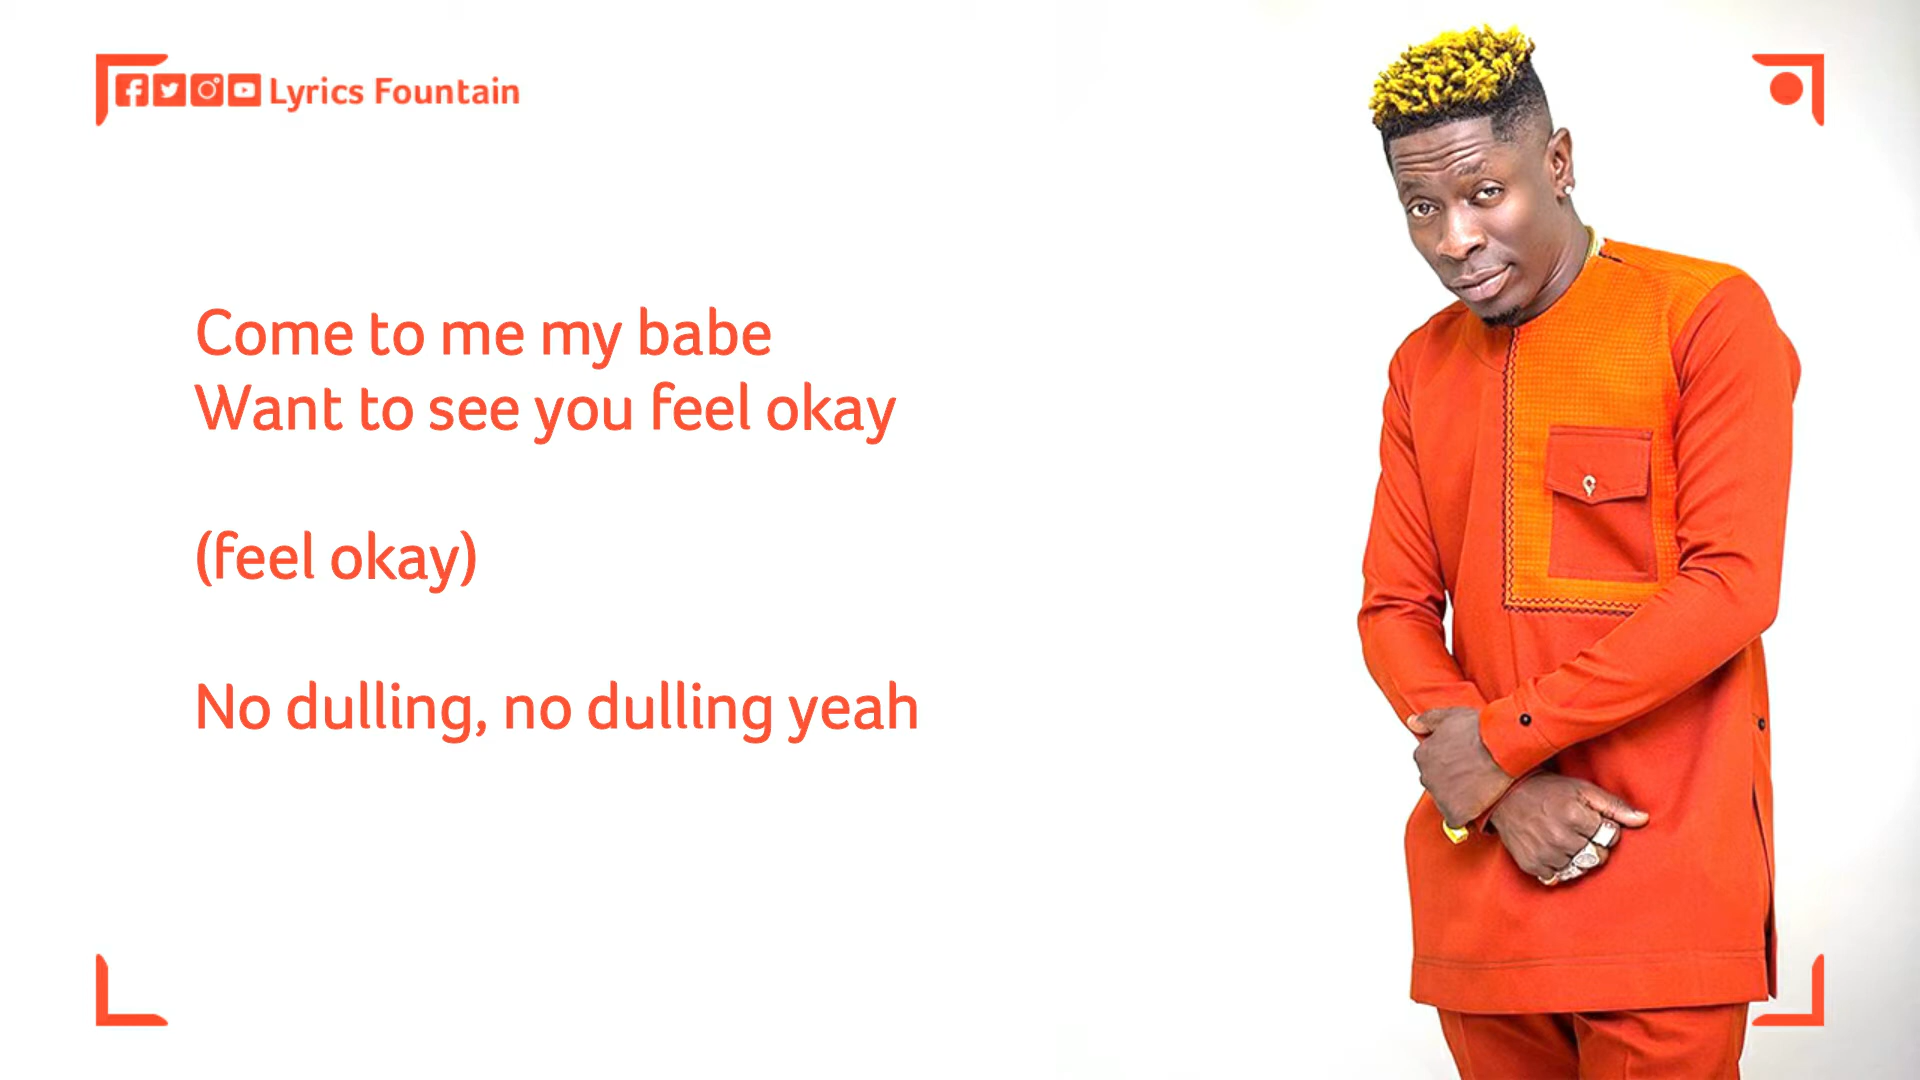 Lyrics Fountain
Come to me my babe
Want to see you feel okay
(feel okay)
No dulling, no dulling yeah